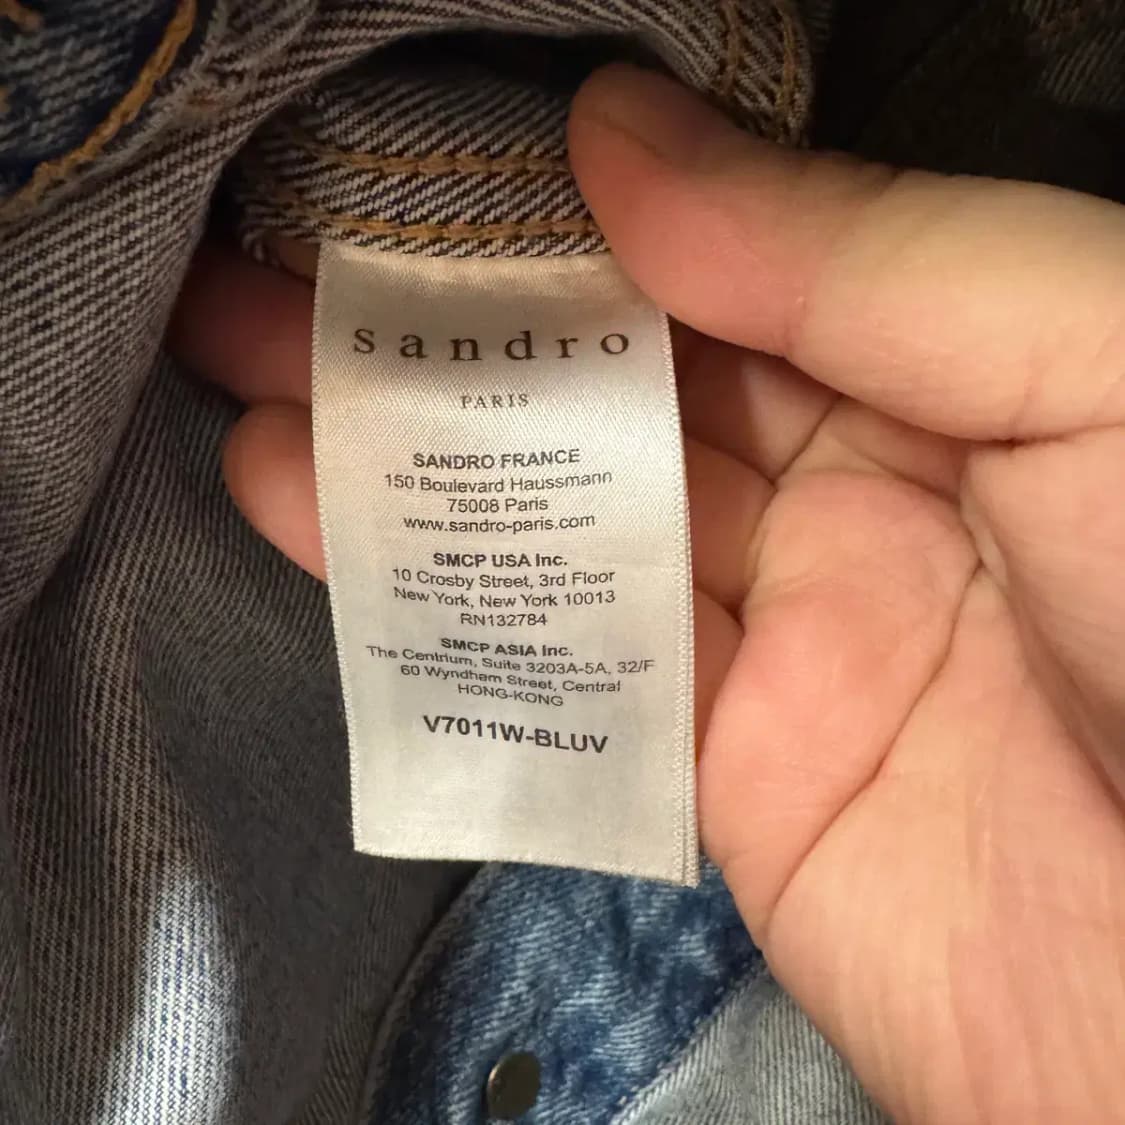 sandro
PARIS
SANDRO FRANCE
150 Boulevard Haussmann
75008 Paris
www.sandro-paris.com
SMCP USA Inc.
10 Crosby Street, 3rd Floor
New York, New York 10013
RN132784
SMCP ASIA Inc.
The Centrium, Suite 3203A-5A, 32/F
60 Wyndham Street, Central
HONG-KONG
V7011W-BLUV